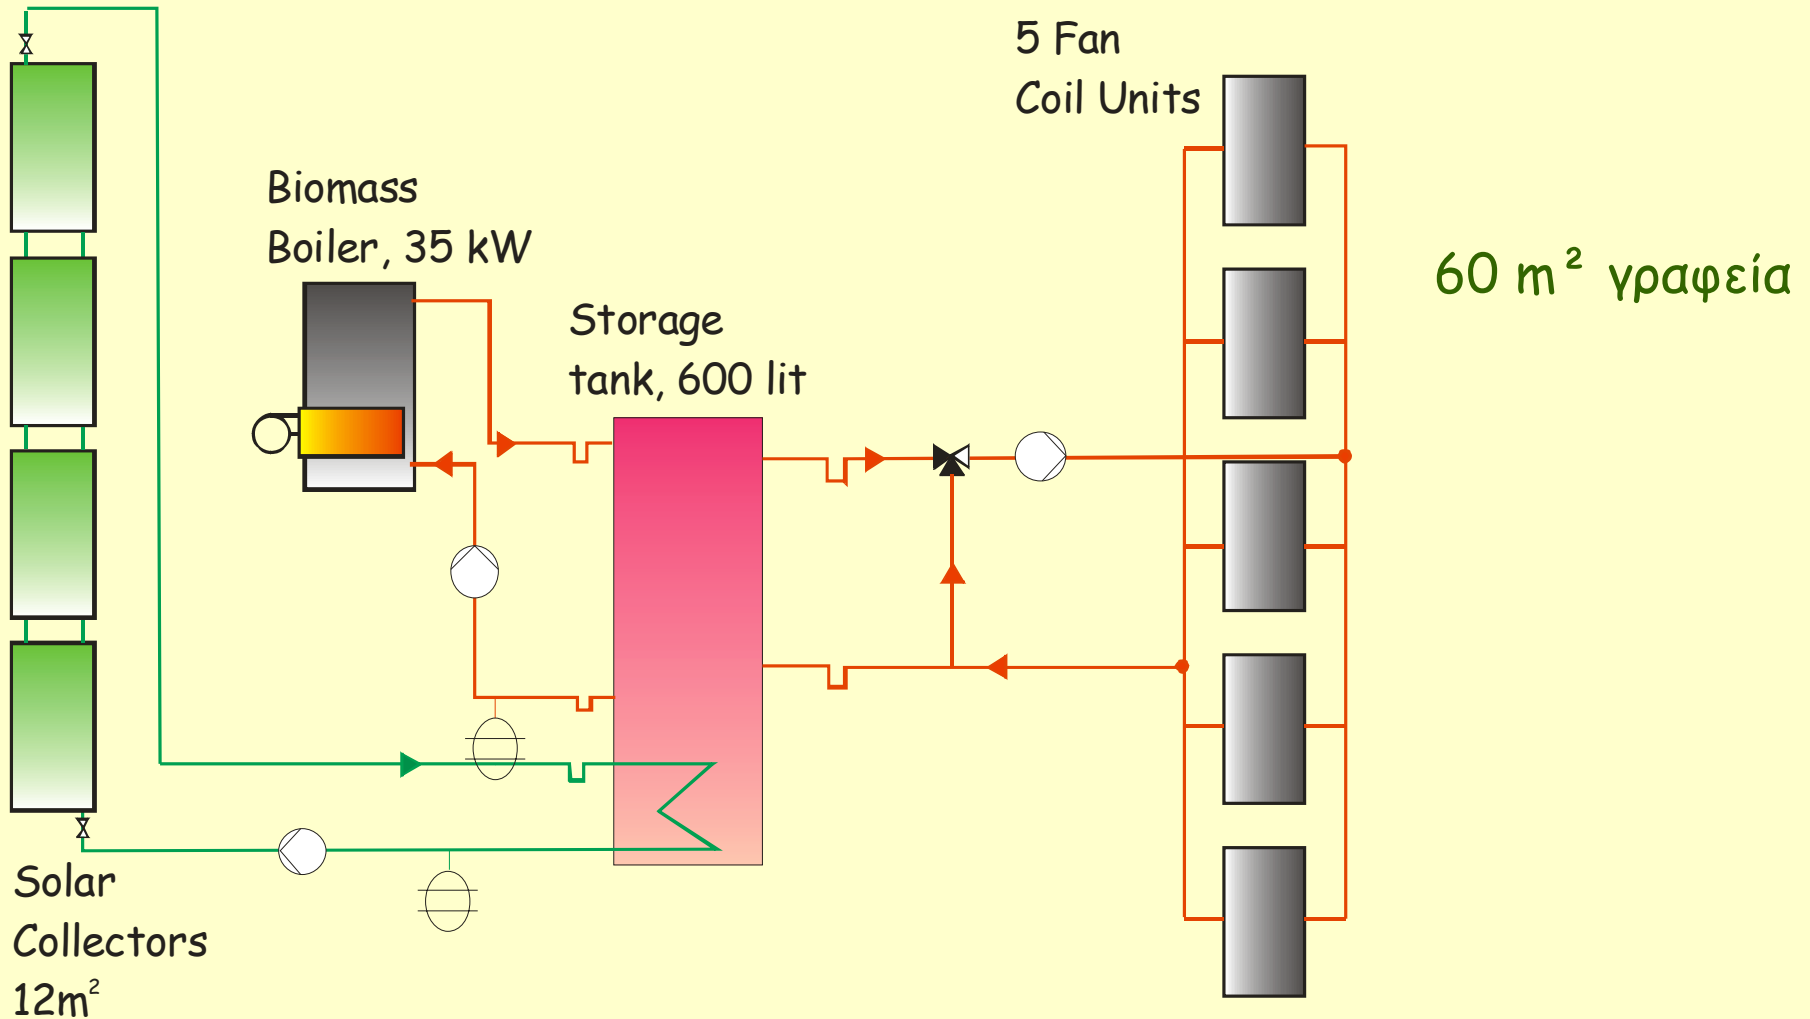 5 Fan
Coil Units
Biomass
Boiler, 35 kW
60 m² γραφεία
Storage
tank, 600 lit
Solar
Collectors
12m²